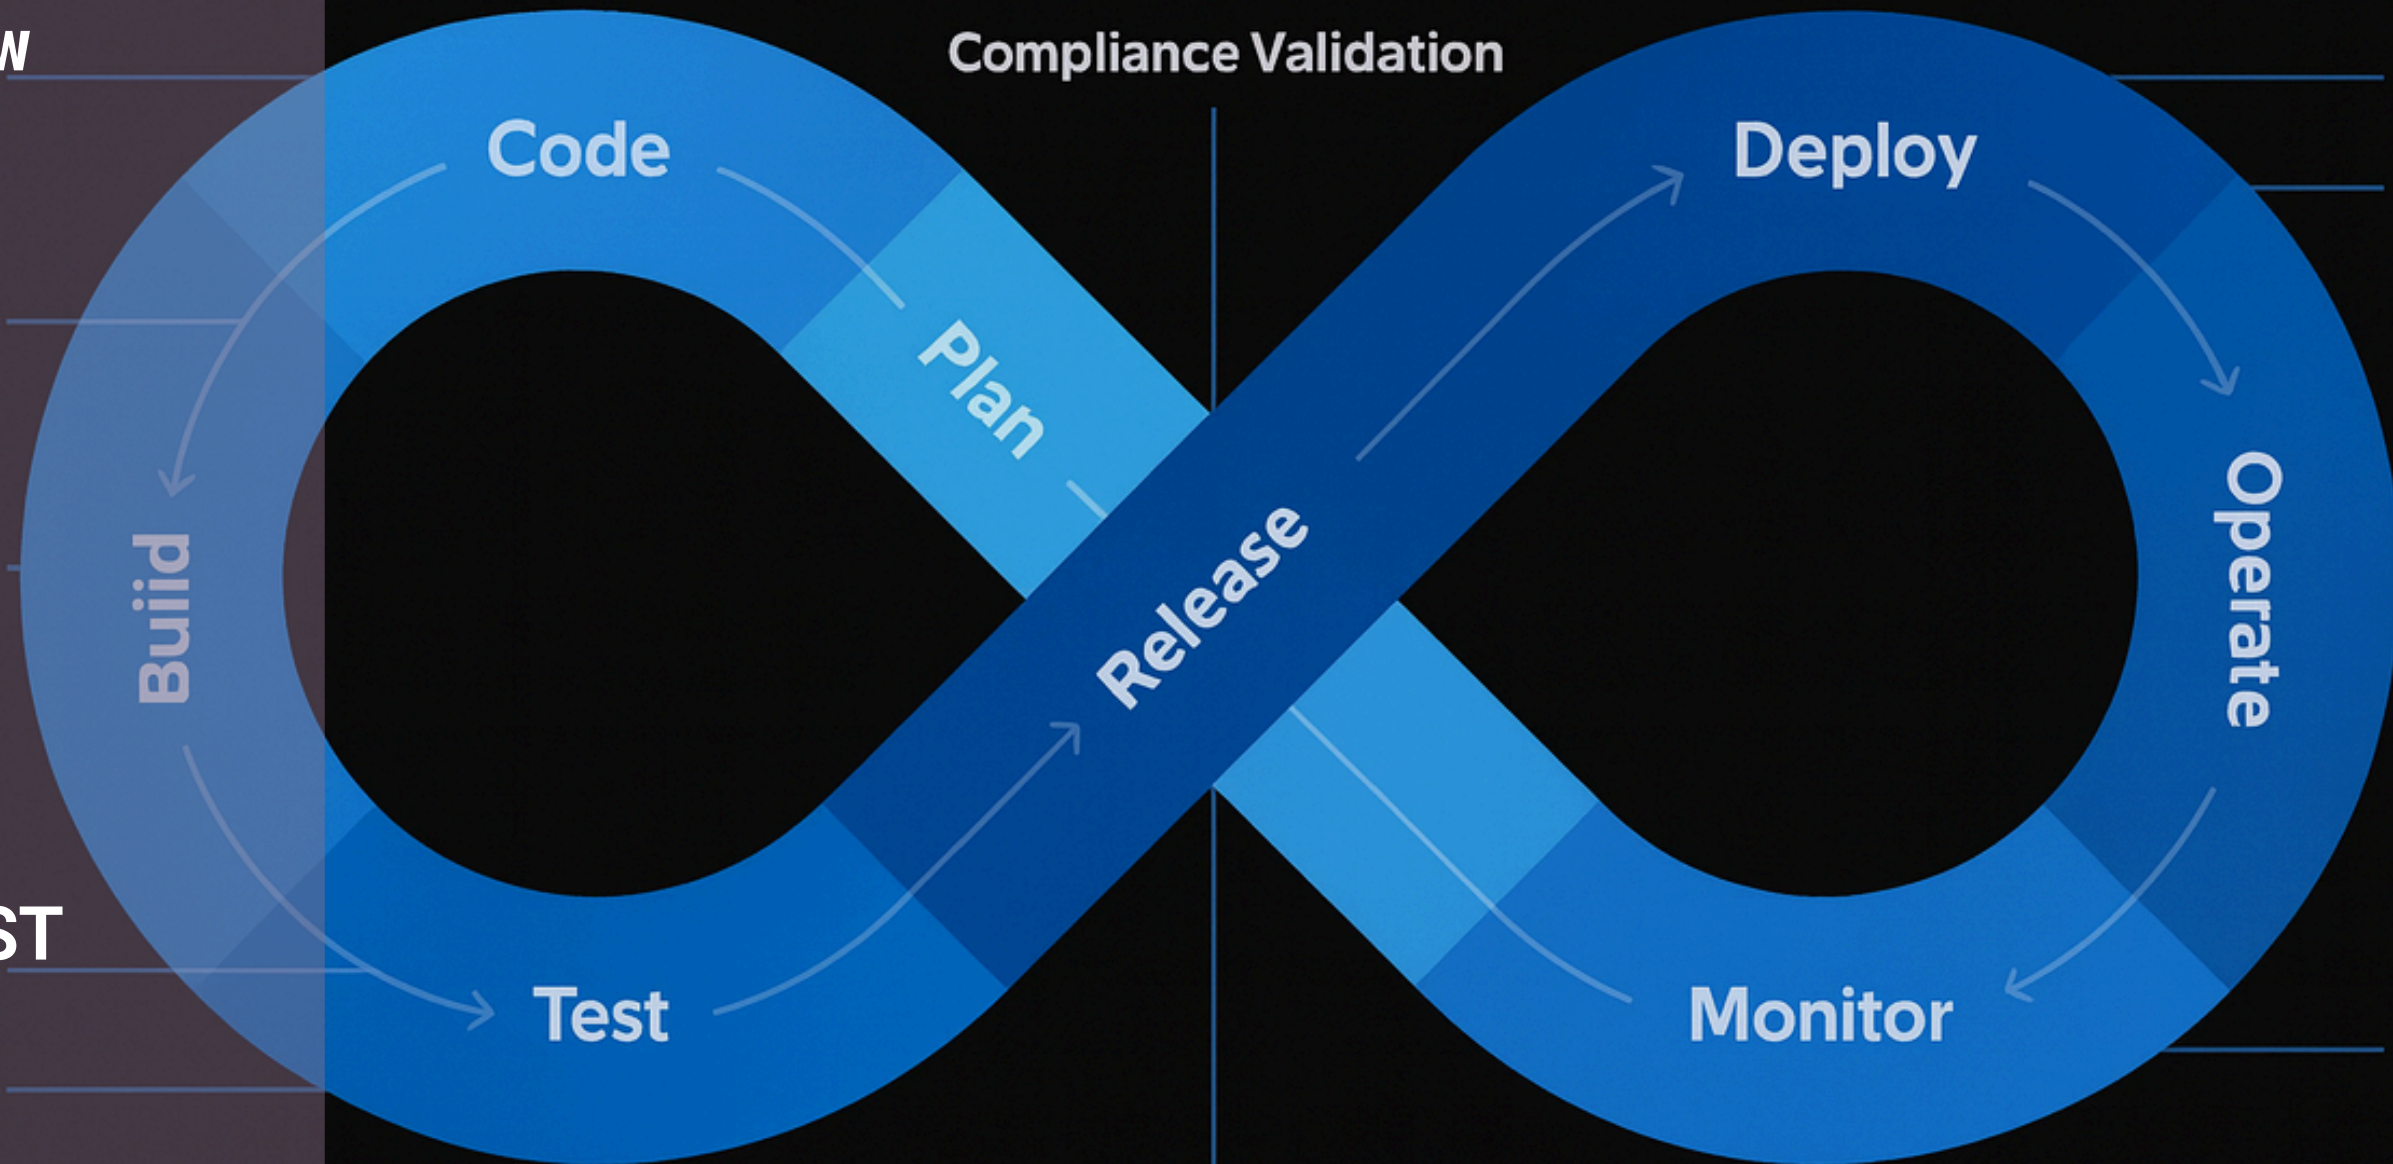 W
Compliance Validation
Code
Deploy
Plan
Operate
Release
Buiid
ST
Test
Monitor